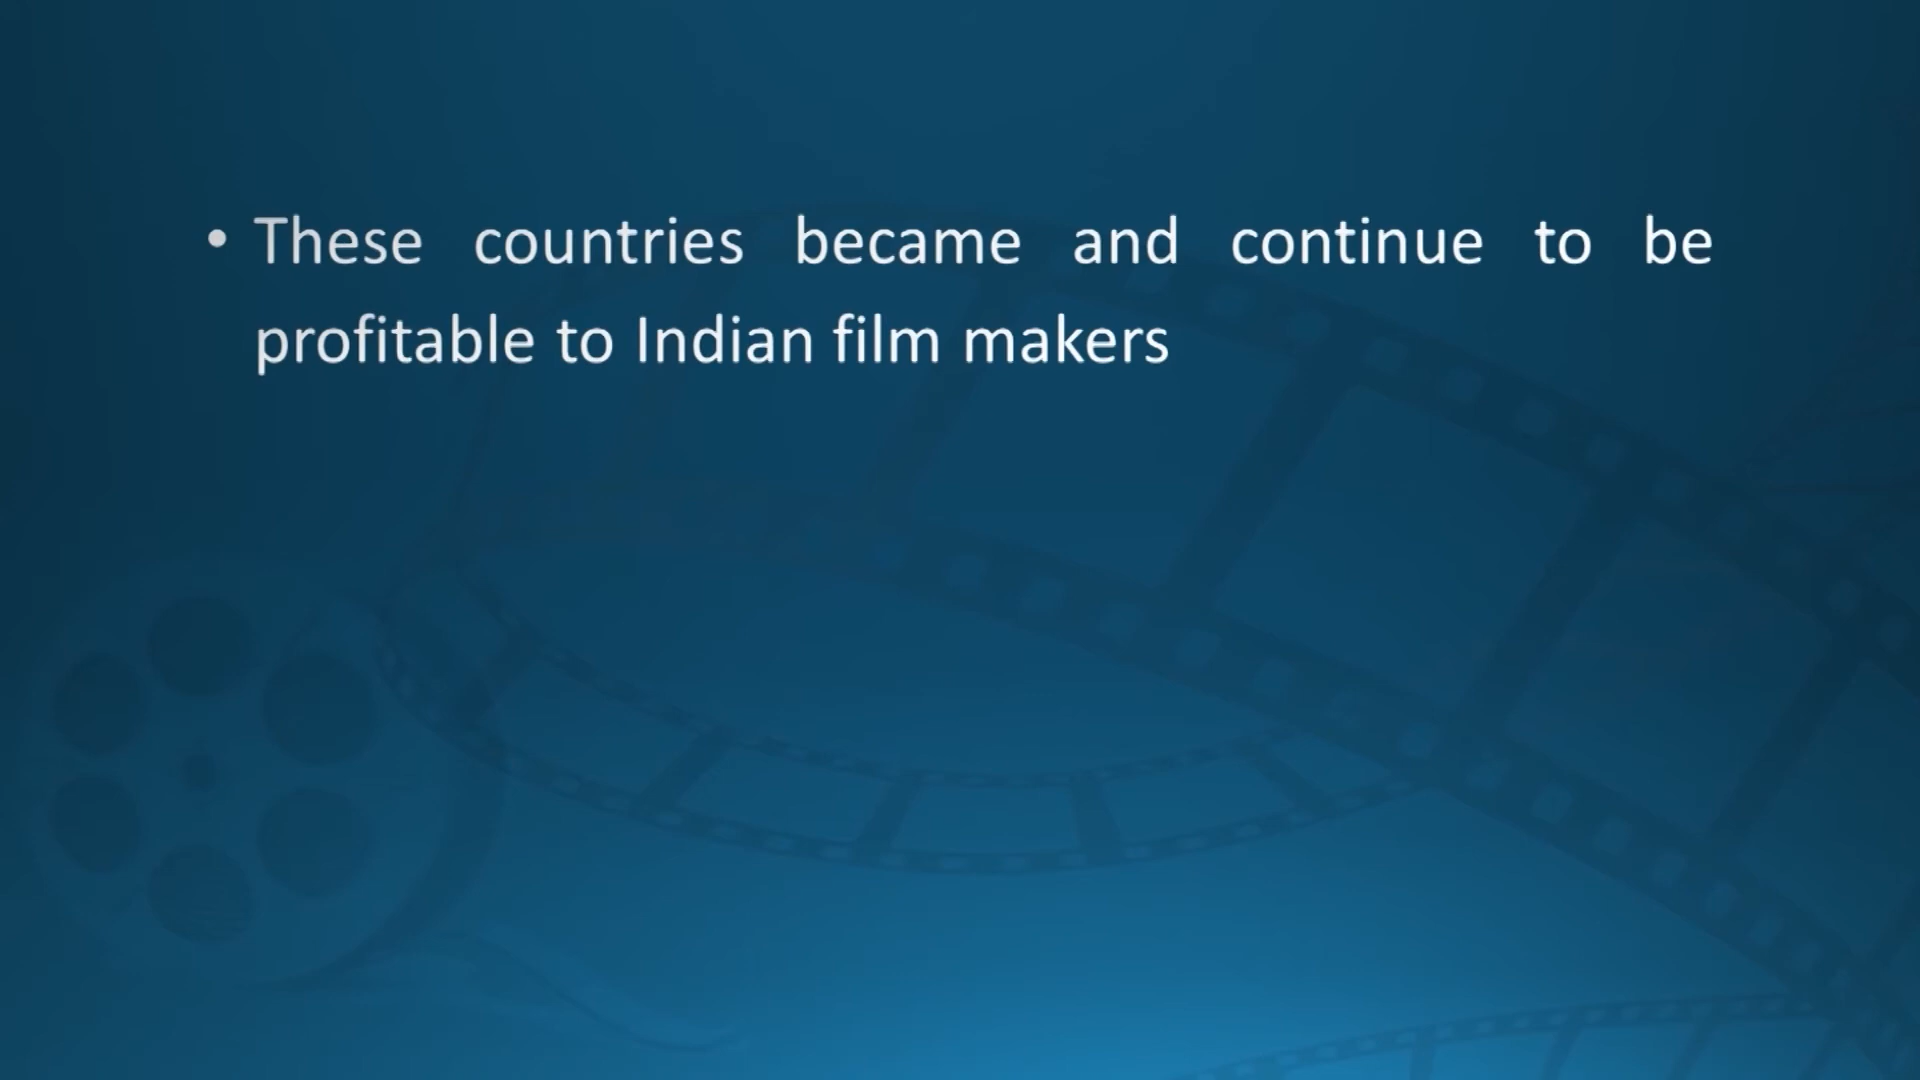 • These countries became and continue to be
profitable to Indian film makers